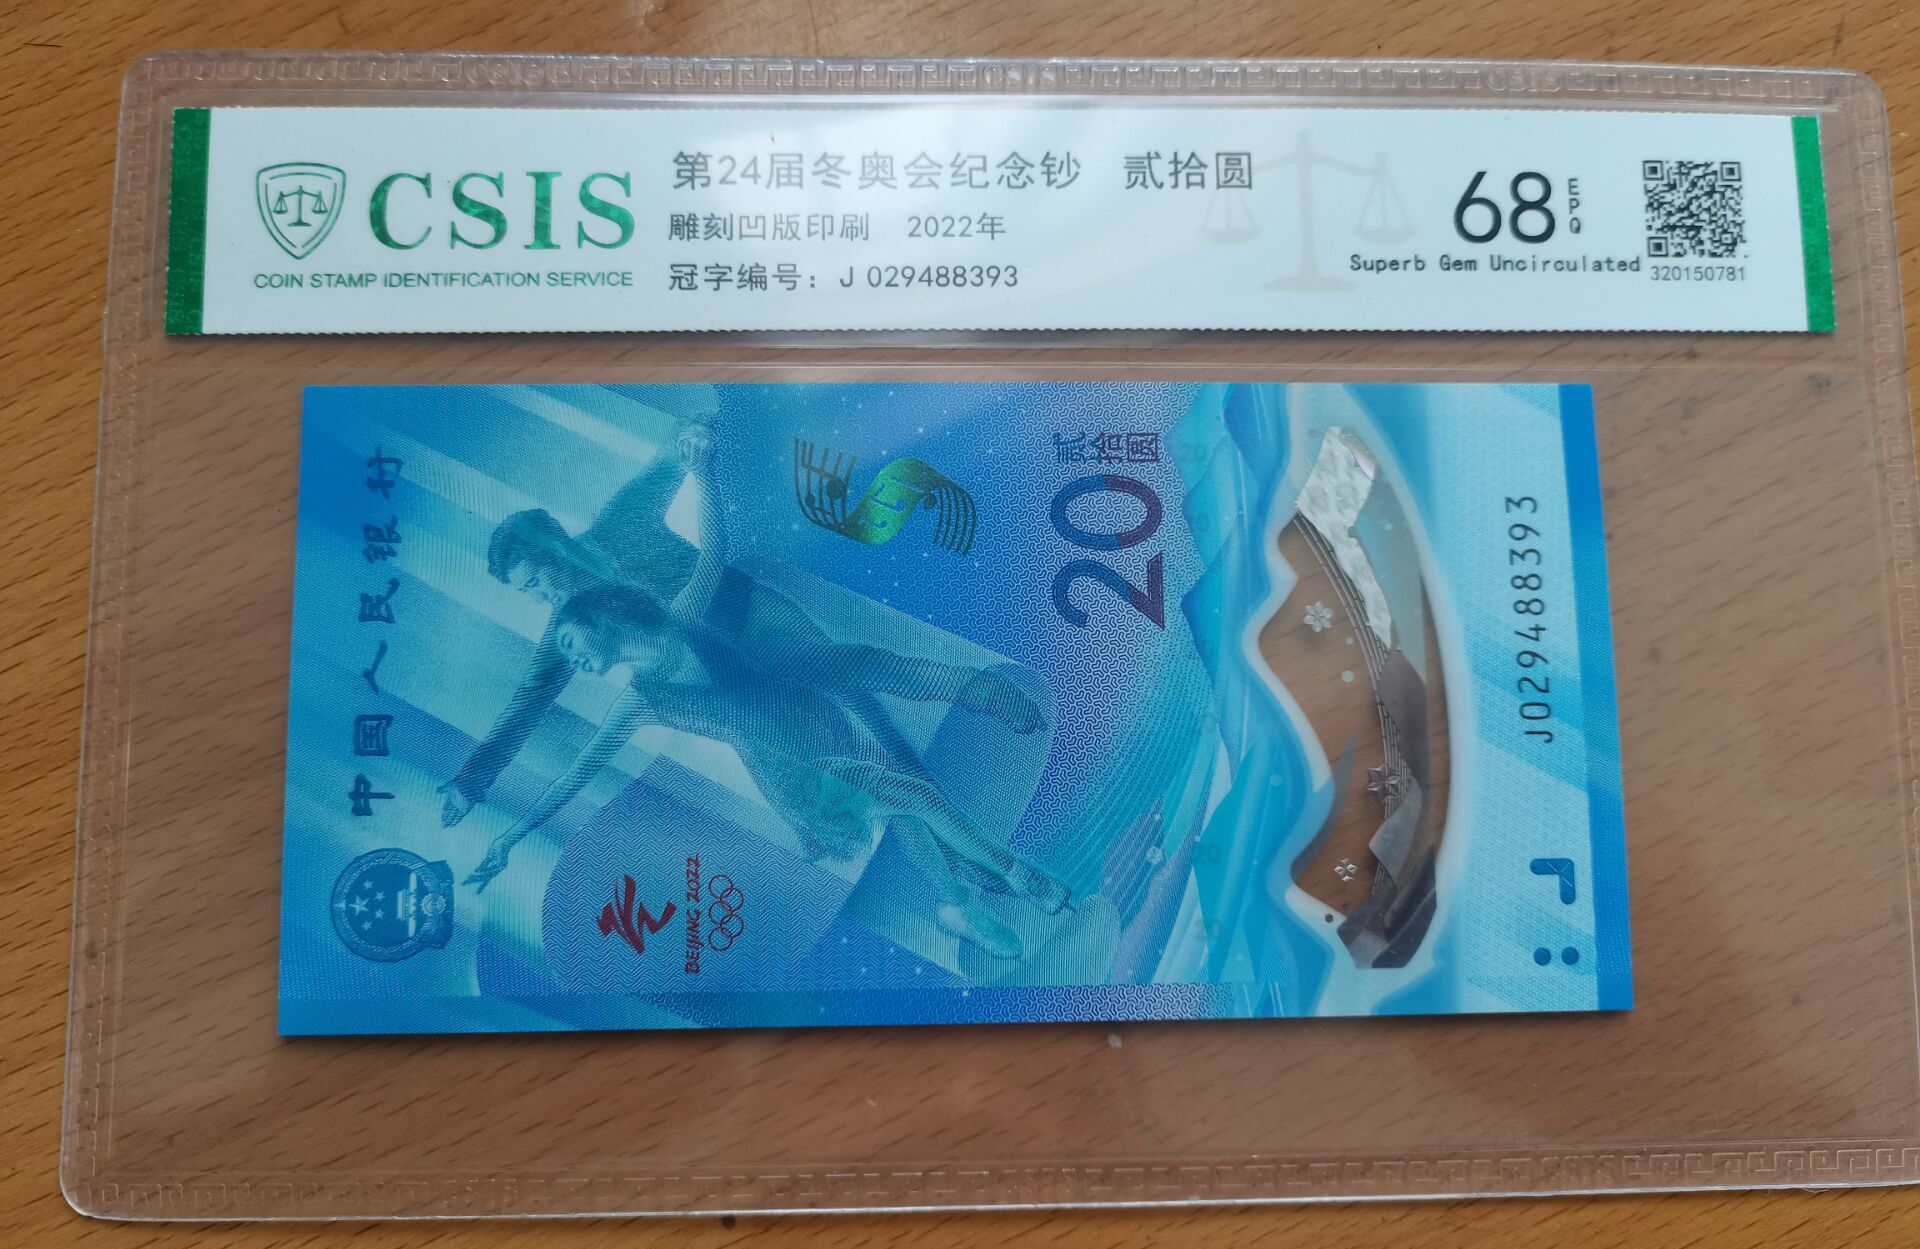 CSIS
COIN STAMP IDENTIFICATION SERVICE
第24届冬奥会纪念钞 贰拾圆
雕刻凹版印刷 2022年
冠字编号：J 029488393
68 EPQ
Superb Gem Uncirculated
320150781
中国人民银行
BEIJING 2022
贰拾圆
20
J029488393